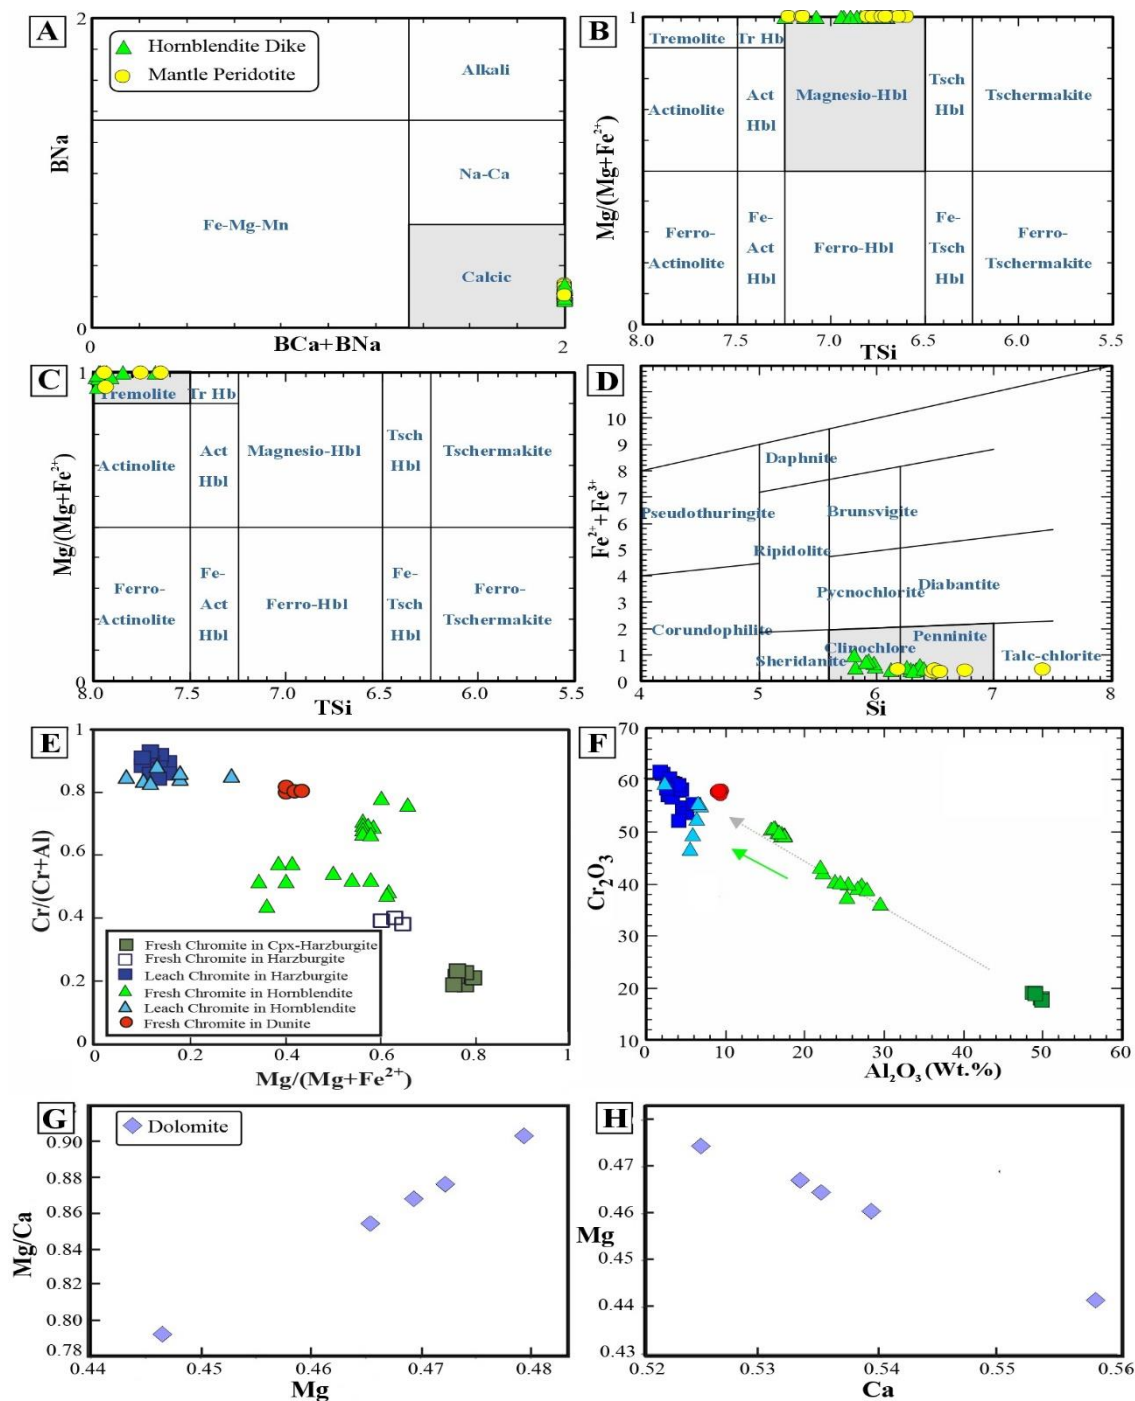 A
Hornblendite Dike
Mantle Peridotite
Alkali
Na-Ca
Fe-Mg-Mn
Calcic
2
0
BNa
0
2
BCa+BNa
B
Tremolite
Tr Hb
Act
Hbl
Actinolite
Magnesio-Hbl
Tsch
Hbl
Tschermakite
Ferro-
Actinolite
Fe-
Act
Hbl
Ferro-Hbl
Fe-
Tsch
Hbl
Ferro-
Tschermakite
1
0
Mg/(Mg+Fe²⁺)
8.0 7.5 7.0 6.5 6.0 5.5
TSi
C
Tremolite
Tr Hb
Actinolite
Act
Hbl
Magnesio-Hbl
Tsch
Hbl
Tschermakite
Ferro-
Actinolite
Fe-
Act
Hbl
Ferro-Hbl
Fe-
Tsch
Hbl
Ferro-
Tschermakite
1
0
Mg/(Mg+Fe²⁺)
8.0 7.5 7.0 6.5 6.0 5.5
TSi
D
Daphnite
Pseudothuringite
Brunsvigite
Ripidolite
Pycnochlorite
Diabantite
Corundophilite
Sheridanite
Clinochlore
Penninite
Talc-chlorite
10
9
8
7
6
5
4
3
2
1
0
Fe²⁺+Fe³⁺
4 5 6 7 8
Si
E
1
0.8
0.6
0.4
0.2
0
Cr/(Cr+Al)
Fresh Chromite in Cpx-Harzburgite
Fresh Chromite in Harzburgite
Leach Chromite in Harzburgite
Fresh Chromite in Hornblendite
Leach Chromite in Hornblendite
Fresh Chromite in Dunite
0 0.2 0.4 0.6 0.8 1
Mg/(Mg+Fe²⁺)
F
70
60
50
40
30
20
10
Cr₂O₃
0 10 20 30 40 50 60
Al₂O₃ (Wt.%)
G
Dolomite
0.90
0.88
0.86
0.84
0.82
0.80
0.78
Mg/Ca
0.44 0.45 0.46 0.47 0.48
Mg
H
0.47
0.46
0.45
0.44
0.43
Mg
0.52 0.53 0.54 0.55 0.56
Ca